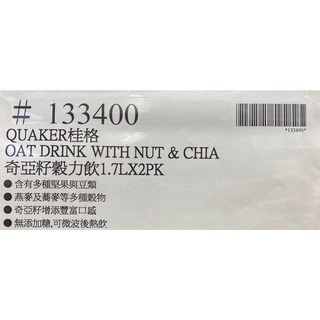 # 133400
*133400*
QUAKER桂格
OAT DRINK WITH NUT & CHIA
奇亞籽穀力飲1.7LX2PK
●含有多種堅果與豆類
●燕麥及蕎麥等多種穀物
●奇亞籽增添豐富口感
●無添加糖,可微波後熱飲